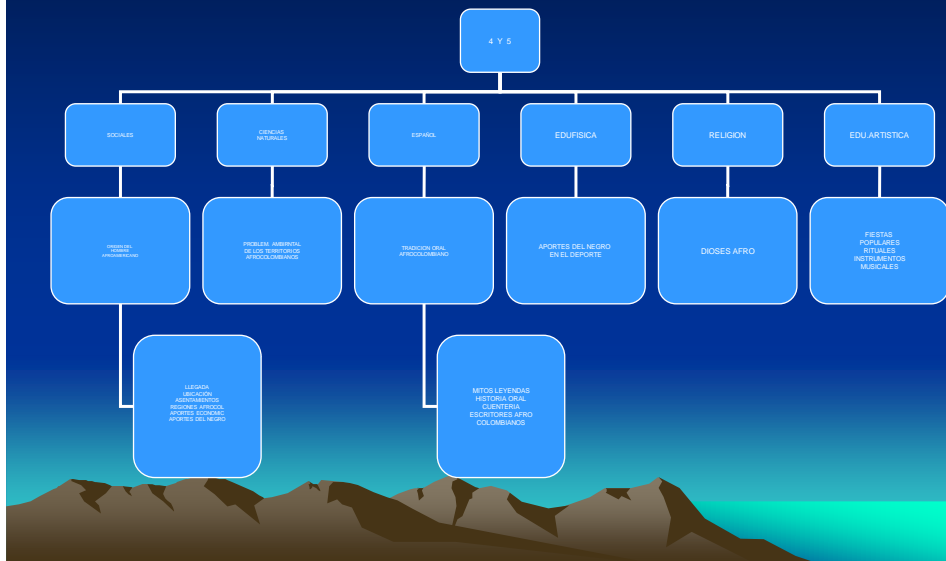 4 Y 5
SOCIALES
CIENCIAS
NATURALES
ESPAÑOL
EDUFISICA
RELIGION
EDU.ARTISTICA
ORIGEN DEL
HOMBRE
AFROAMERICANO
PROBLEM AMBIRNTAL
DE LOS TERRITORIOS
AFROCOLOMBIANOS
TRADICION ORAL
AFROCOLOMBIANO
APORTES DEL NEGRO
EN EL DEPORTE
DIOSES AFRO
FIESTAS
POPULARES
RITUALES
INSTRUMENTOS
MUSICALES
LLEGADA
UBICACIÓN
ASENTAMIENTOS
REGIONES AFROCOL
APORTES ECONOMIC
APORTES DEL NEGRO
MITOS LEYENDAS
HISTORIA ORAL
CUENTERIA
ESCRITORES AFRO
COLOMBIANOS